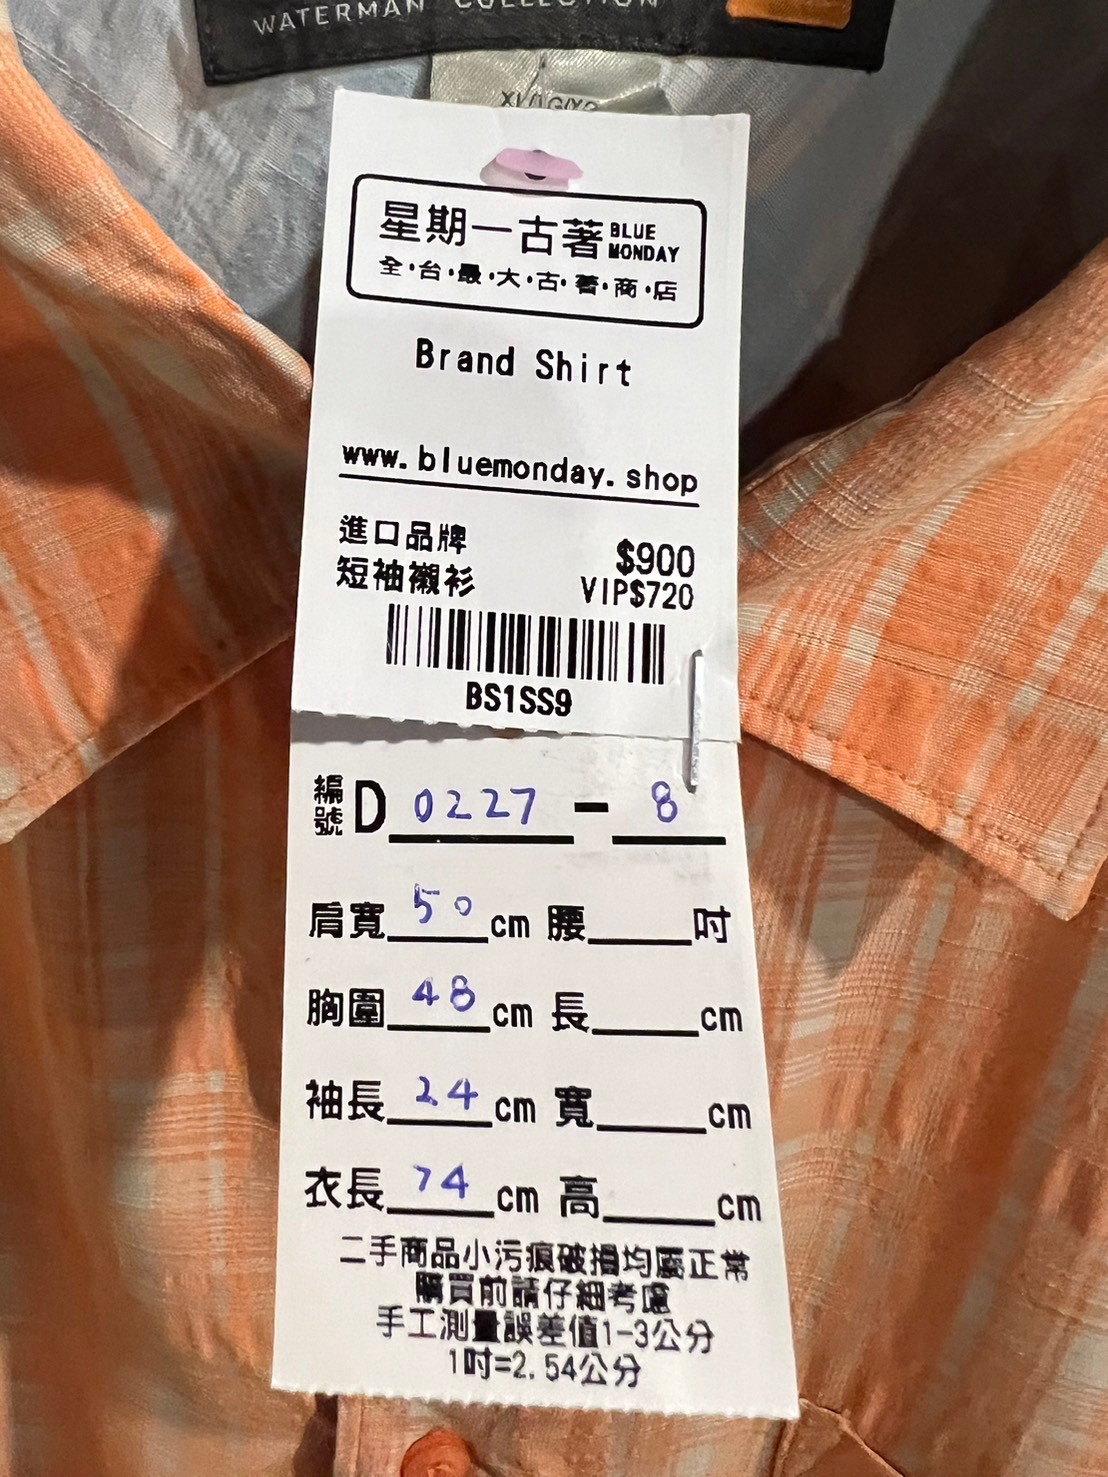 WATERMAN COLLECTION
星期一古著 BLUE MONDAY
全·台·最·大·古·著·商·店
Brand Shirt
www.bluemonday.shop
進口品牌
短袖襯衫
$900
VIP$720
BS1SS9
編號 D 0227 - 8
肩寬 50 cm 腰 吋
胸圍 48 cm 長 cm
袖長 24 cm 寬 cm
衣長 74 cm 高 cm
二手商品小污痕破損均屬正常
購買前請仔細考慮
手工測量誤差值1-3公分
1吋=2.54公分